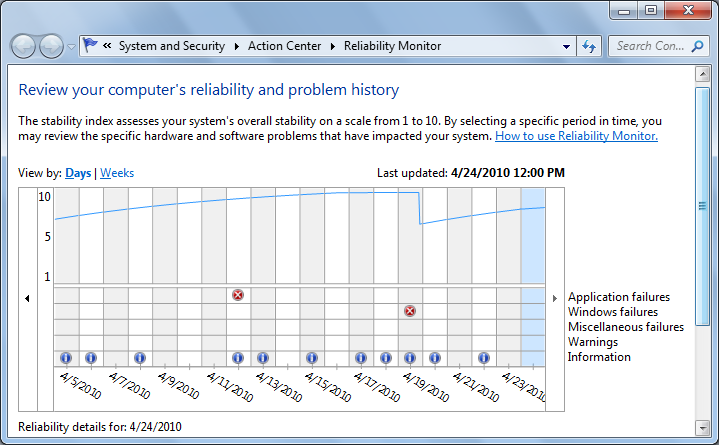 « System and Security ▸ Action Center ▸ Reliability Monitor
Search Con...
Review your computer's reliability and problem history
The stability index assesses your system's overall stability on a scale from 1 to 10. By selecting a specific period in time, you
may review the specific hardware and software problems that have impacted your system. How to use Reliability Monitor.
View by: Days | Weeks
Last updated: 4/24/2010 12:00 PM
10
5
1
Application failures
Windows failures
Miscellaneous failures
Warnings
Information
4/5/2010
4/7/2010
4/9/2010
4/11/2010
4/13/2010
4/15/2010
4/17/2010
4/19/2010
4/21/2010
4/23/2010
Reliability details for: 4/24/2010